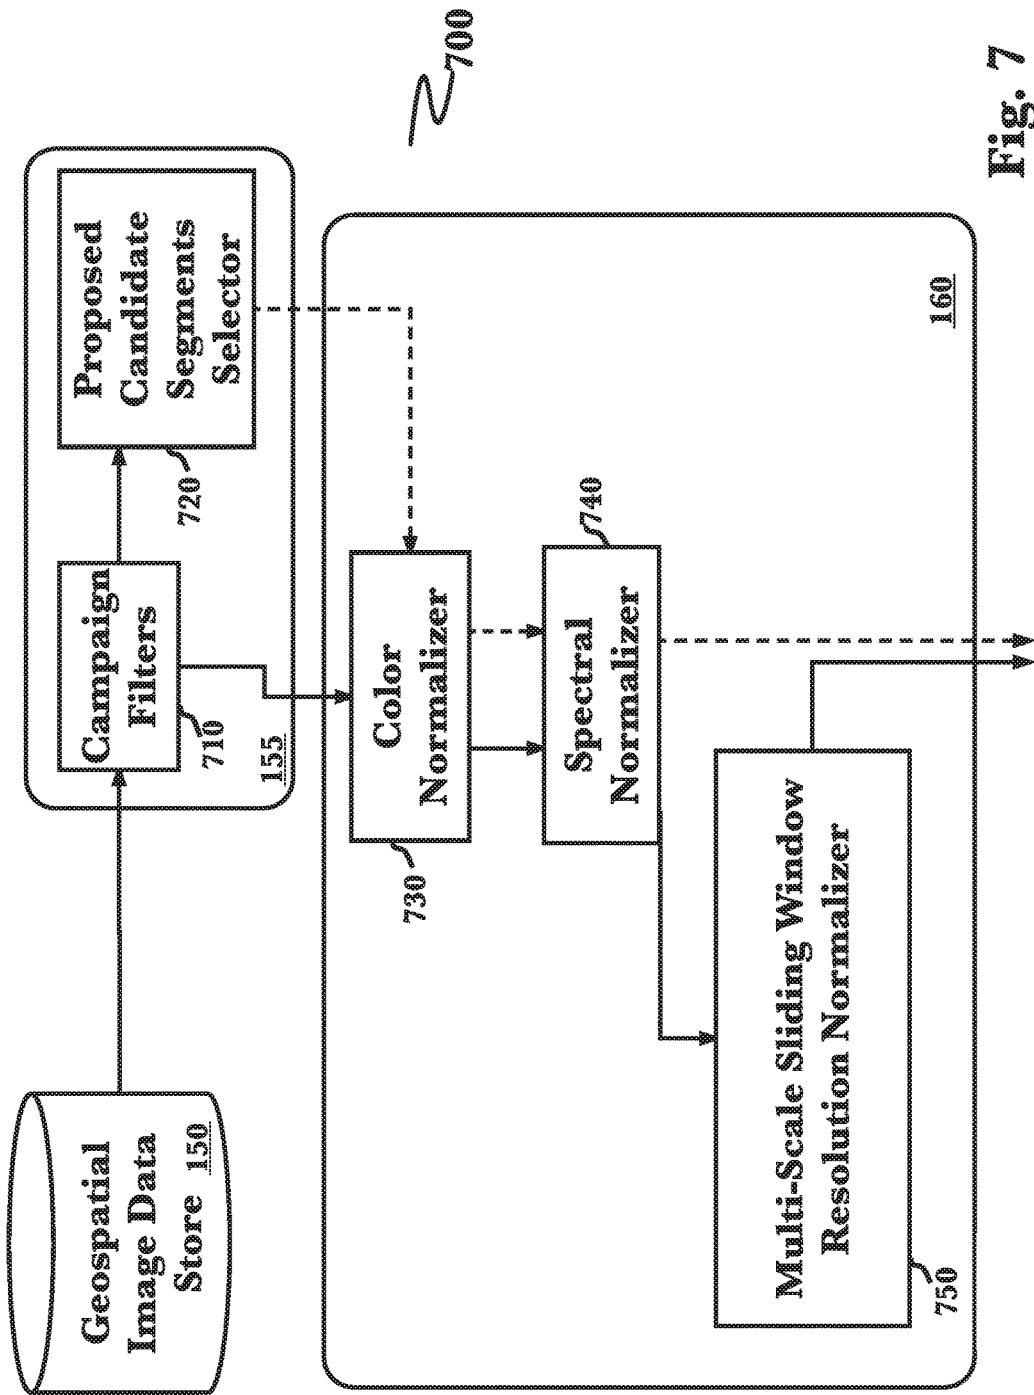 Geospatial
Image Data
Store 150
Campaign
Filters
710
155
Proposed
Candidate
Segments
Selector
720
700
Color
Normalizer
730
Spectral
Normalizer
740
Multi-Scale Sliding Window
Resolution Normalizer
750
160
Fig. 7